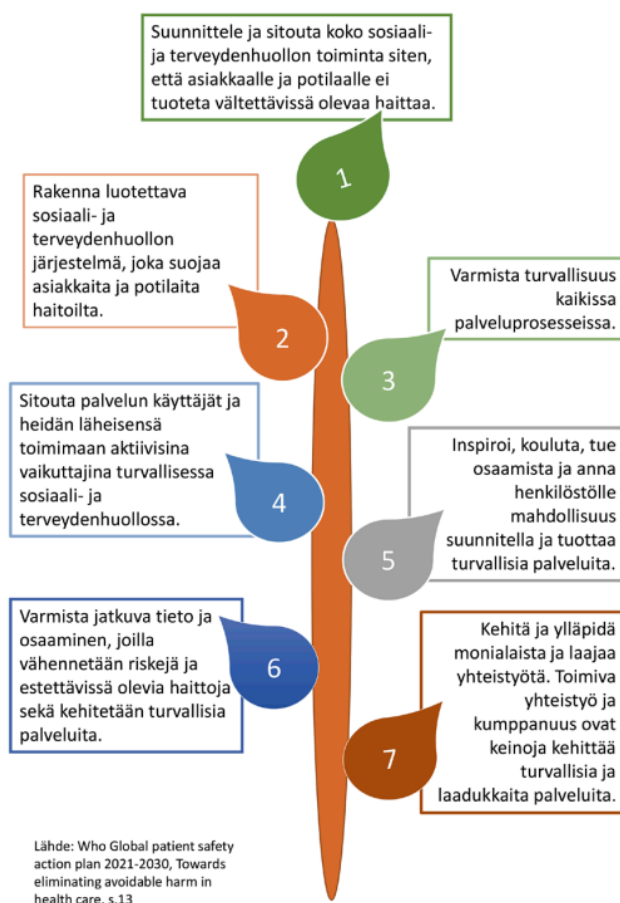 Suunnittele ja sitouta koko sosiaali-
ja terveydenhuollon toiminta siten,
että asiakkaalle ja potilaalle ei
tuoteta vältettävissä olevaa haittaa.
1
Rakenna luotettava
sosiaali- ja
terveydenhuollon
järjestelmä, joka suojaa
asiakkaita ja potilaita
haitoilta.
2
Varmista turvallisuus
kaikissa
palveluprosesseissa.
3
Sitouta palvelun käyttäjät ja
heidän läheisensä
toimimaan aktiivisina
vaikuttajina turvallisessa
sosiaali- ja
terveydenhuollossa.
4
Inspiroi, kouluta, tue
osaamista ja anna
henkilöstölle
mahdollisuus
suunnitella ja tuottaa
turvallisia palveluita.
5
Varmista jatkuva tieto ja
osaaminen, joilla
vähennetään riskejä ja
estettävissä olevia haittoja
sekä kehitetään turvallisia
palveluita.
6
Kehitä ja ylläpidä
monialaista ja laajaa
yhteistyötä. Toimiva
yhteistyö ja
kumppanuus ovat
keinoja kehittää
turvallisia ja
laadukkaita palveluita.
7
Lähde: Who Global patient safety
action plan 2021-2030, Towards
eliminating avoidable harm in
health care, s.13